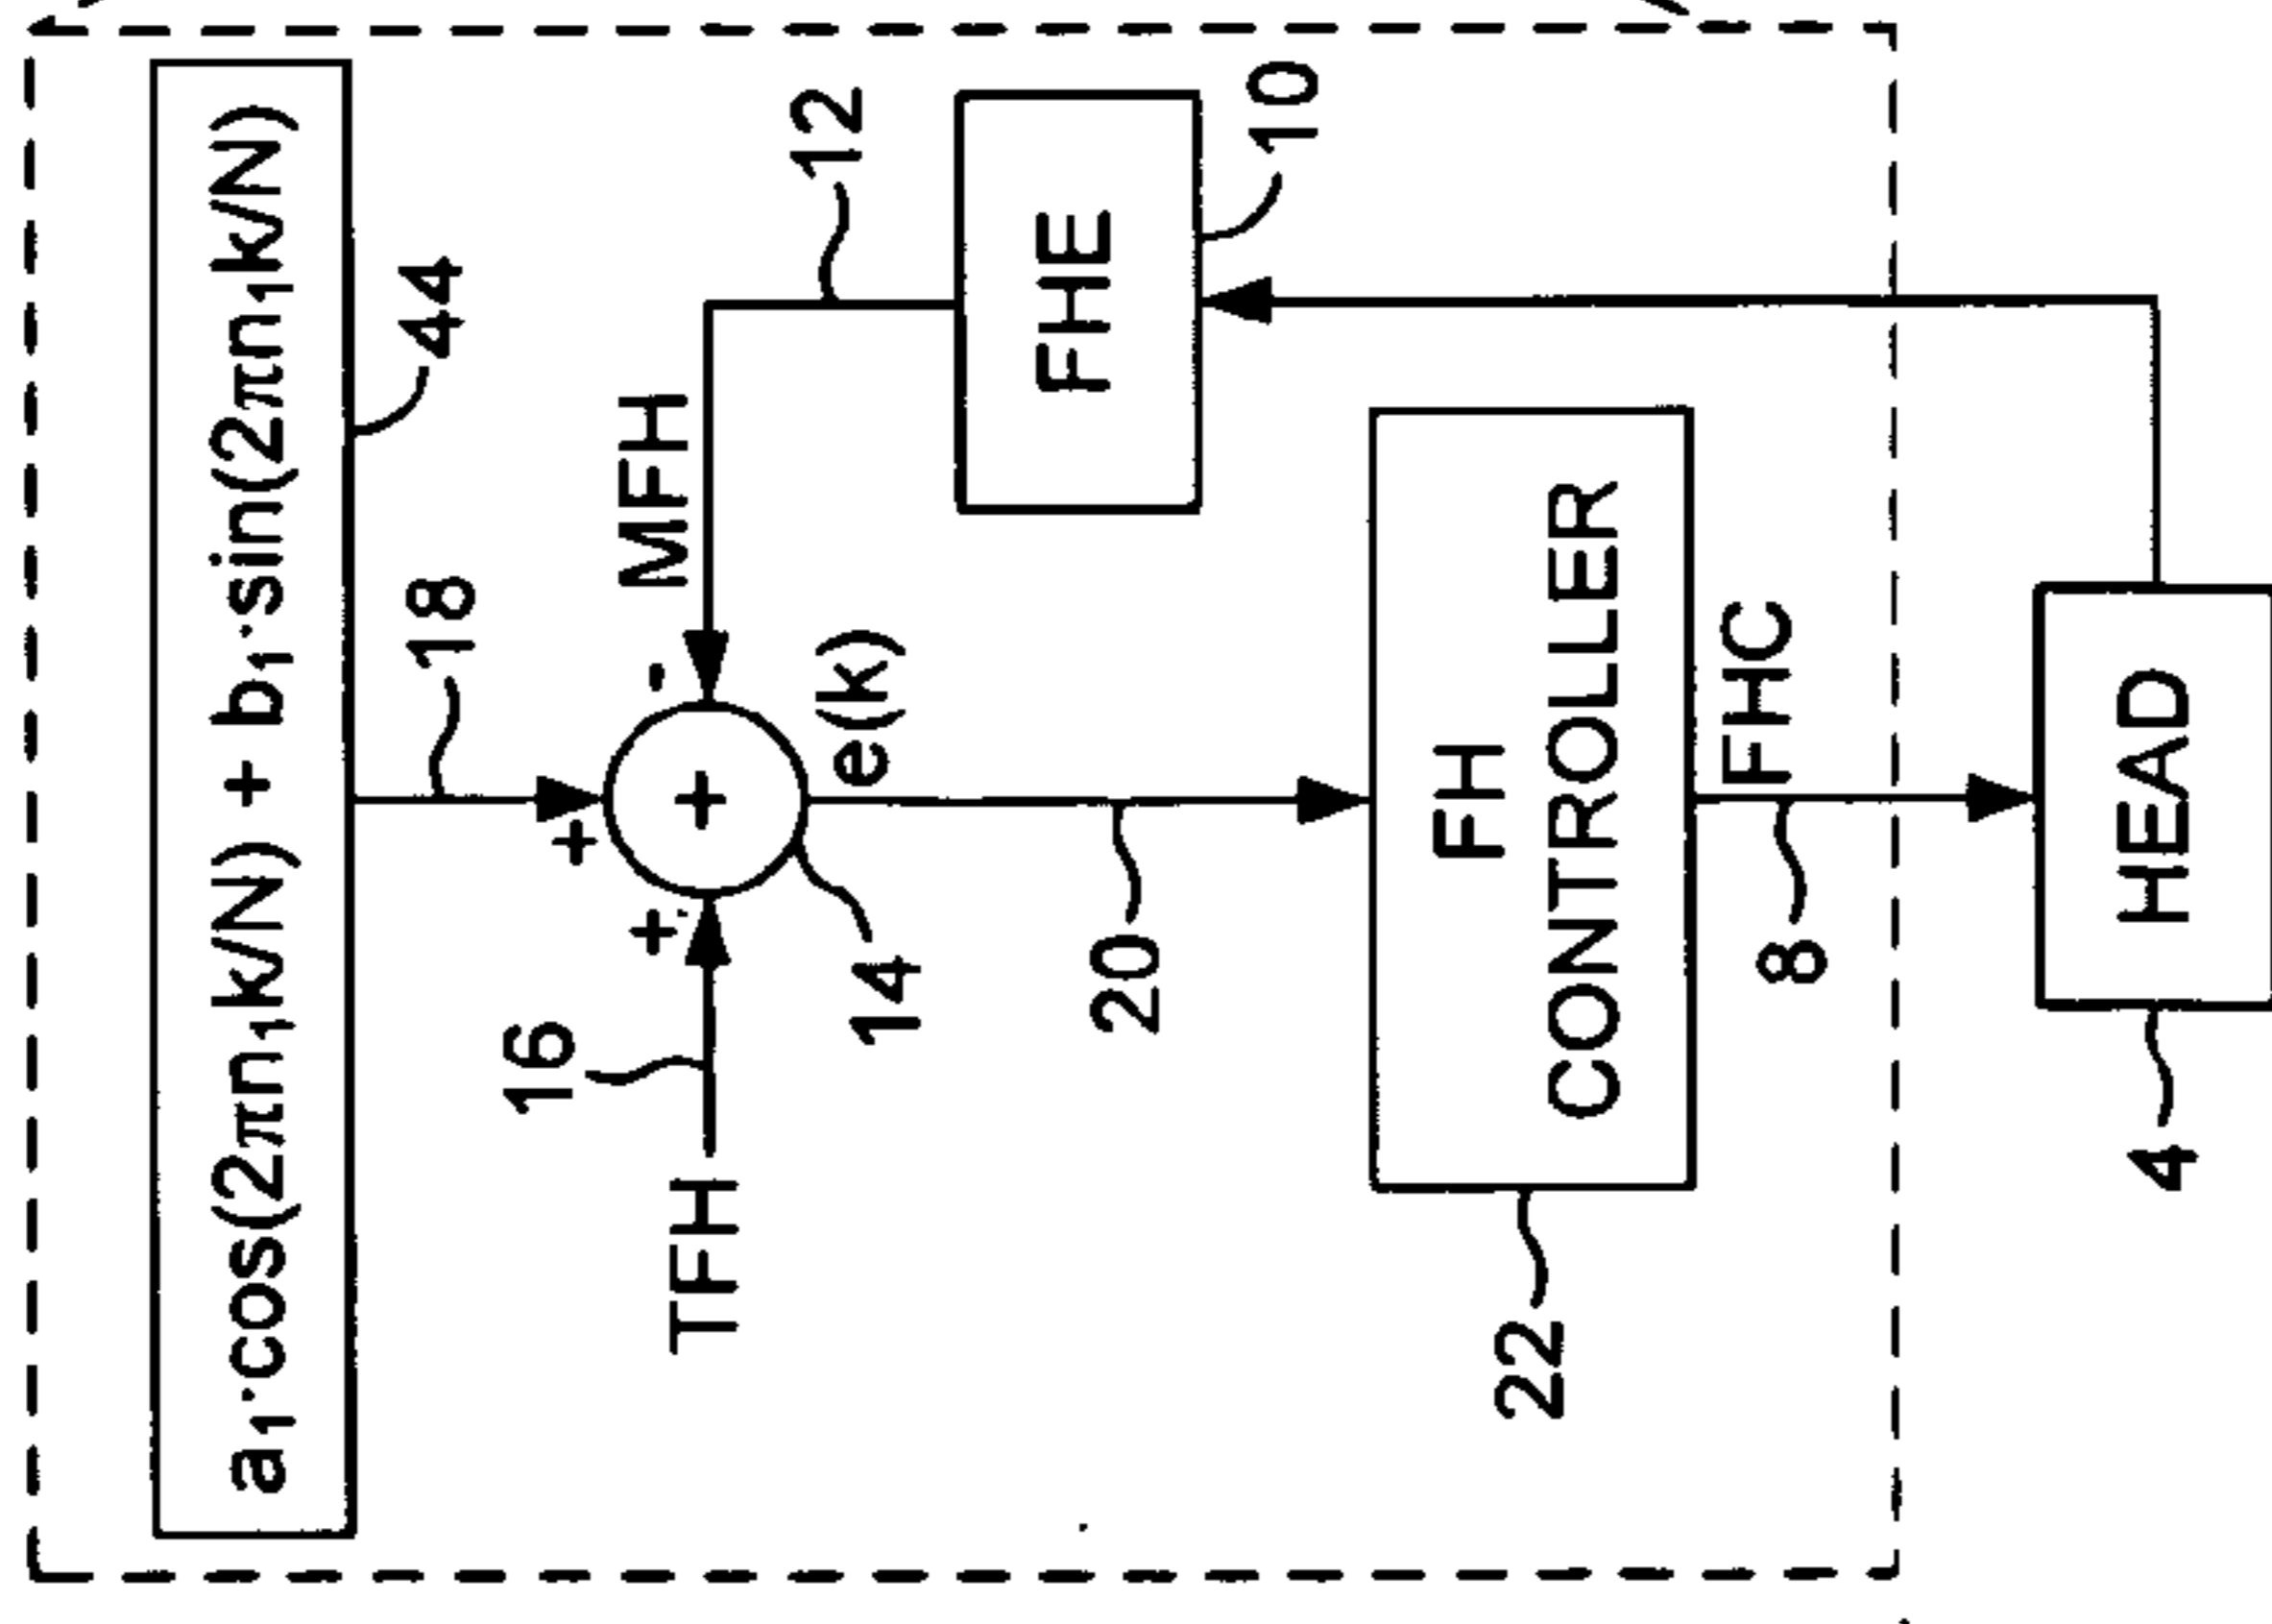 a₁·cos(2πn₁k/N) + b₁·sin(2πn₁k/N)
44
18
16
TFH
+
+
-
+
MFH
12
14
e(k)
20
FHE
10
FH
CONTROLLER
22
FHC
8
HEAD
4